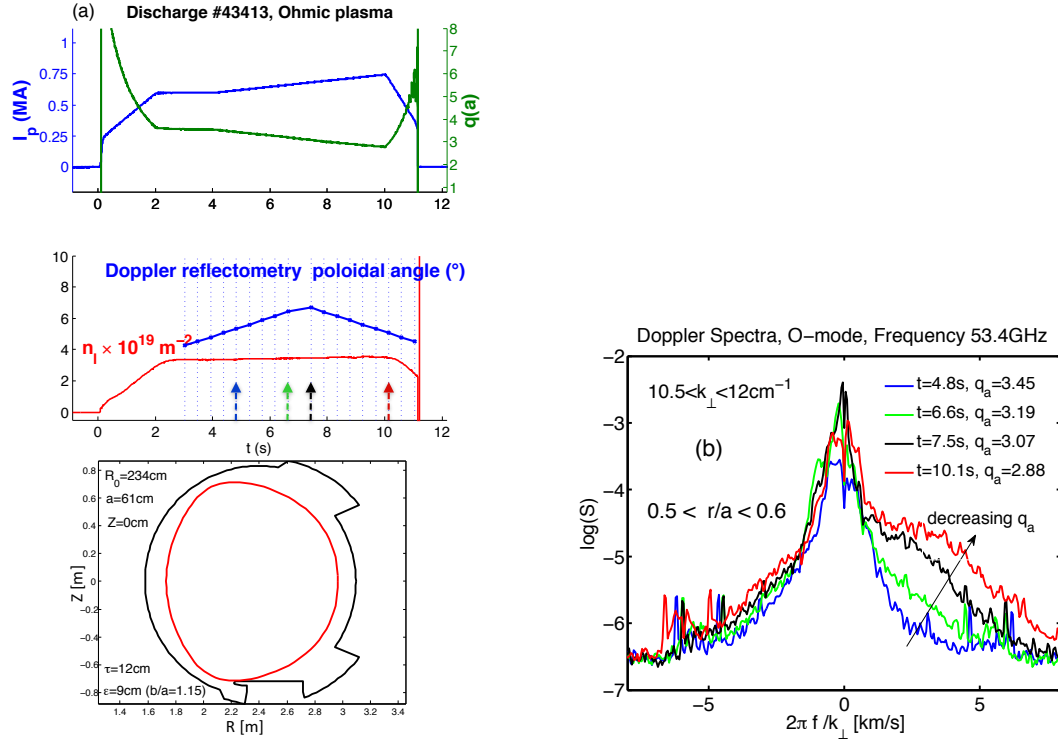 (a)
Discharge #43413, Ohmic plasma
I_p (MA)
1
0.75
0.5
0.25
0
8
7
6
5
4
3
2
1
q(a)
0 2 4 6 8 10 12
10
8
6
4
2
0
Doppler reflectometry poloidal angle (°)
n_l × 10^19 m^−2
0 2 4 6 8 10 12
t (s)
Z [m]
0.8
0.6
0.4
0.2
0
−0.2
−0.4
−0.6
−0.8
R_0=234cm
a=61cm
Z=0cm
τ=12cm
ε=9cm (b/a=1.15)
1.4 1.6 1.8 2 2.2 2.4 2.6 2.8 3 3.2 3.4
R [m]
Doppler Spectra, O-mode, Frequency 53.4GHz
log(S)
−2
−3
−4
−5
−6
−7
10.5<k_⊥<12cm^−1
(b)
0.5 < r/a < 0.6
t=4.8s, q_a=3.45
t=6.6s, q_a=3.19
t=7.5s, q_a=3.07
t=10.1s, q_a=2.88
decreasing q_a
−5 0 5
2π f/k_⊥ [km/s]